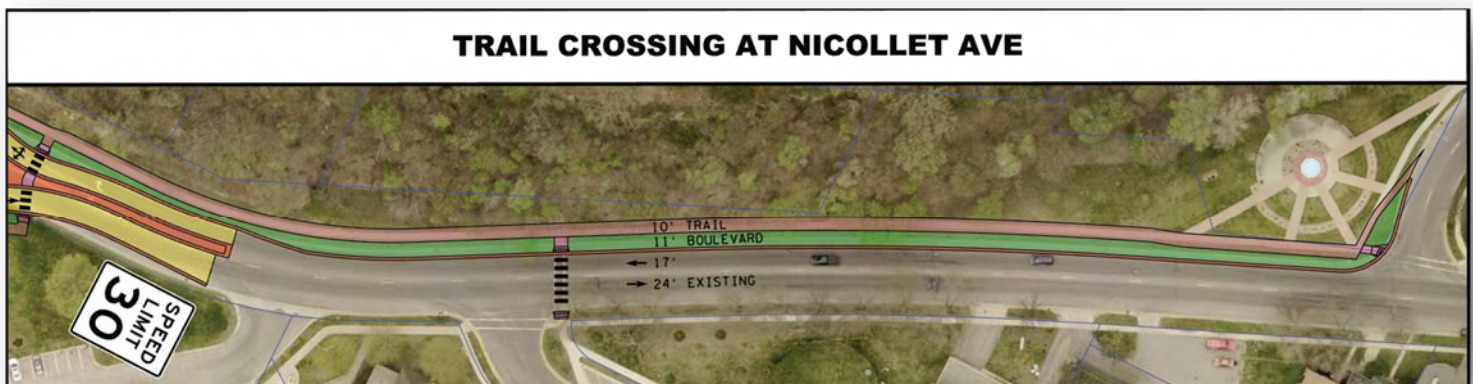 TRAIL CROSSING AT NICOLLET AVE
10' TRAIL
11' BOULEVARD
17'
24' EXISTING
SPEED
LIMIT
30